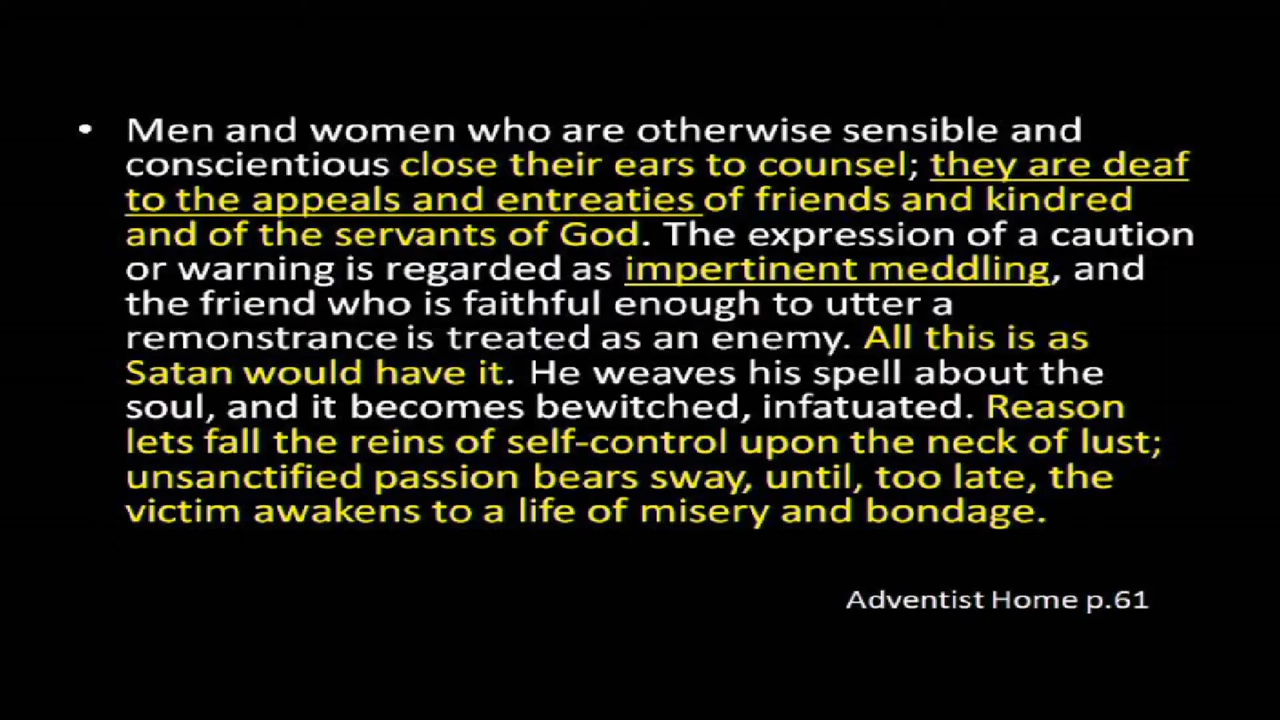 • Men and women who are otherwise sensible and
conscientious close their ears to counsel; they are deaf
to the appeals and entreaties of friends and kindred
and of the servants of God. The expression of a caution
or warning is regarded as impertinent meddling, and
the friend who is faithful enough to utter a
remonstrance is treated as an enemy. All this is as
Satan would have it. He weaves his spell about the
soul, and it becomes bewitched, infatuated. Reason
lets fall the reins of self-control upon the neck of lust;
unsanctified passion bears sway, until, too late, the
victim awakens to a life of misery and bondage.
Adventist Home p.61